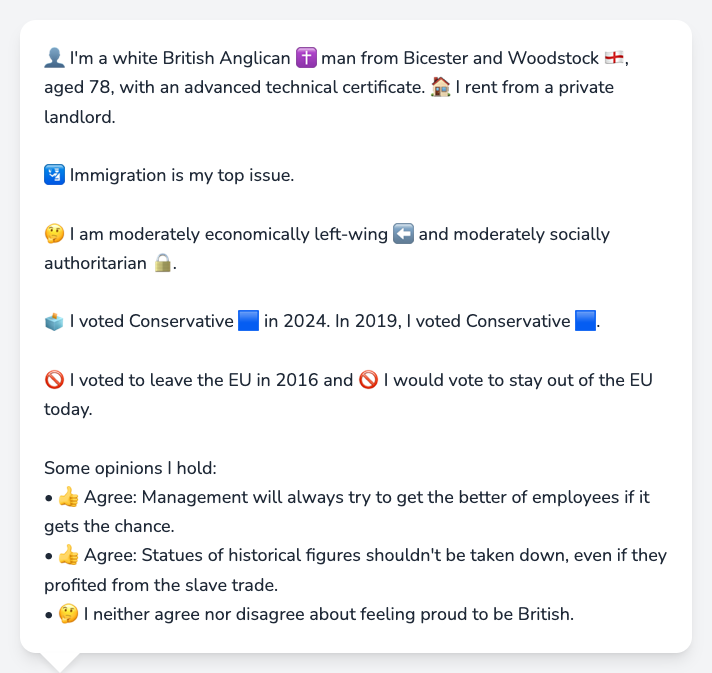 👤 I'm a white British Anglican ✝️ man from Bicester and Woodstock 🏴󠁧󠁢󠁥󠁮󠁧󠁿,
aged 78, with an advanced technical certificate. 🏠 I rent from a private
landlord.
🛂 Immigration is my top issue.
🤔 I am moderately economically left-wing ⬅️ and moderately socially
authoritarian 🔒.
🗳️ I voted Conservative 🟦 in 2024. In 2019, I voted Conservative 🟦.
🚫 I voted to leave the EU in 2016 and 🚫 I would vote to stay out of the EU
today.
Some opinions I hold:
• 👍 Agree: Management will always try to get the better of employees if it
gets the chance.
• 👍 Agree: Statues of historical figures shouldn't be taken down, even if they
profited from the slave trade.
• 🤔 I neither agree nor disagree about feeling proud to be British.